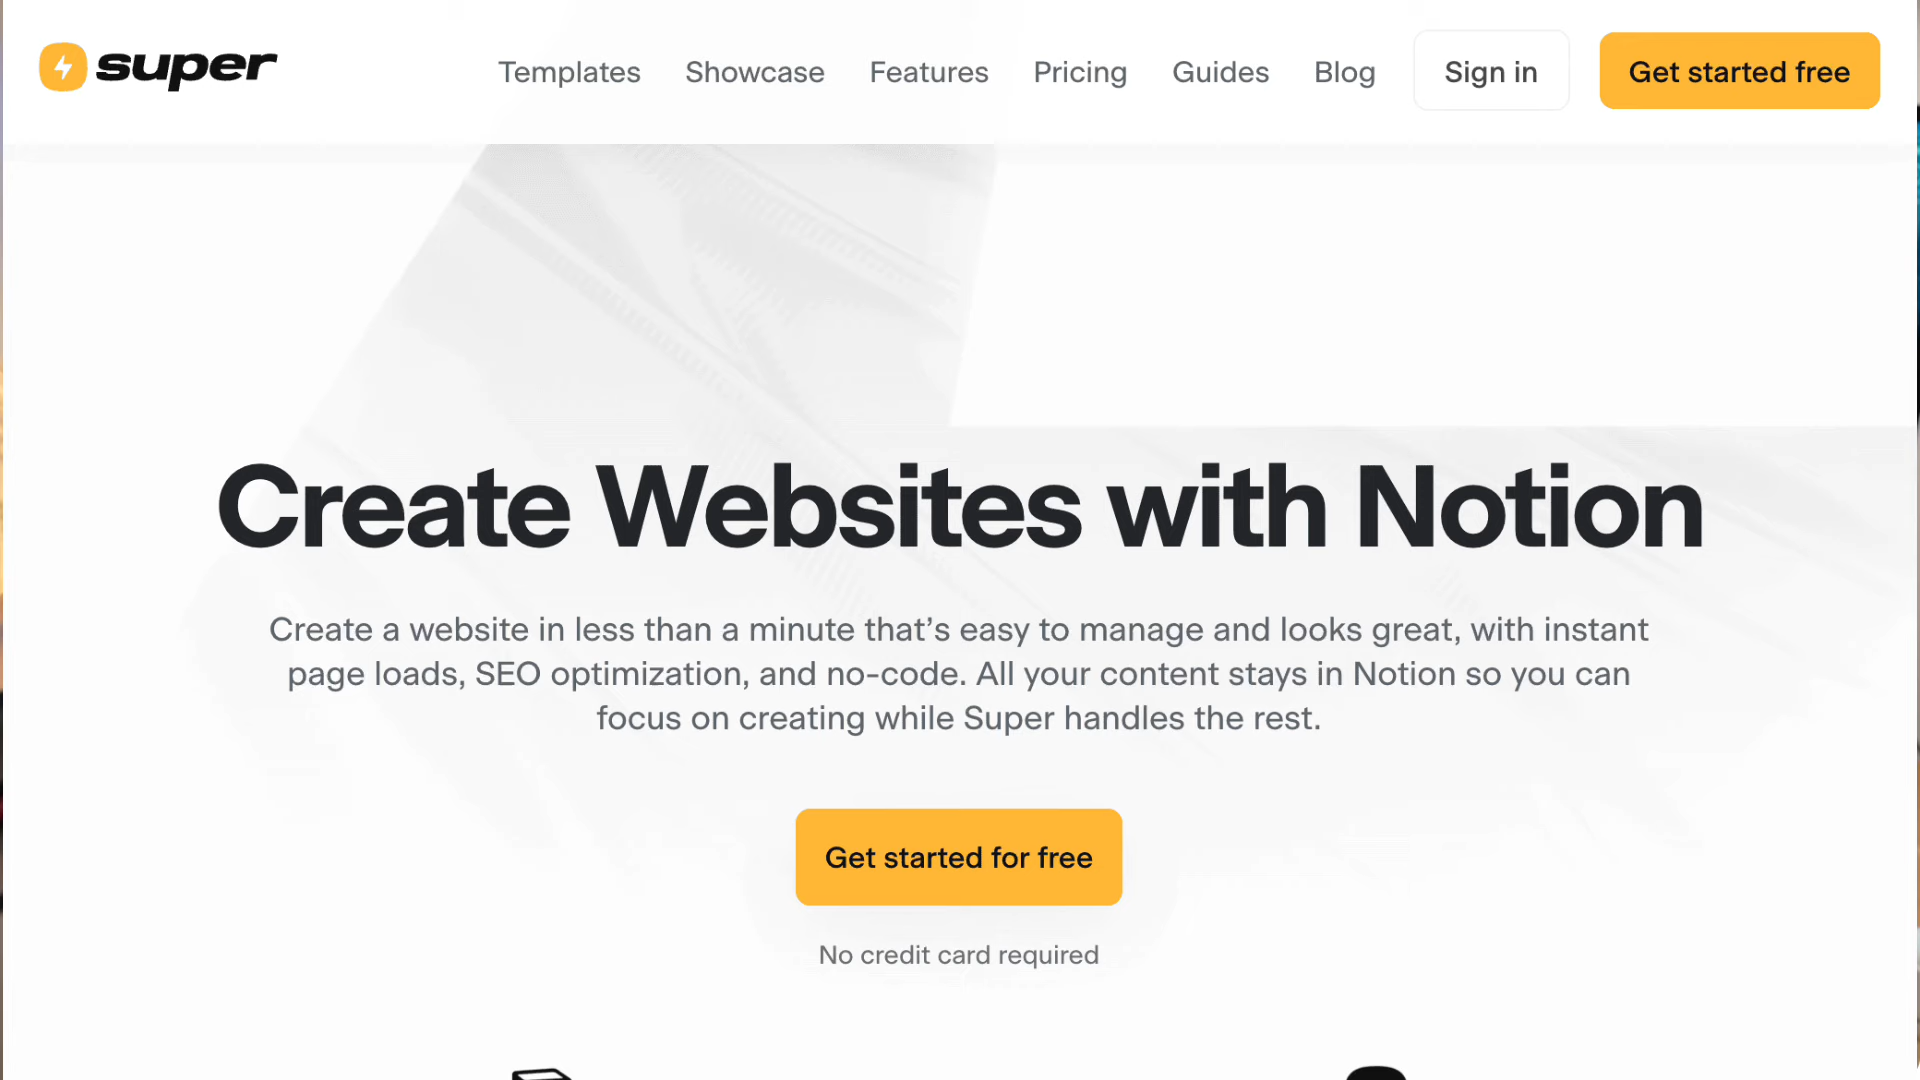 super
Templates
Showcase
Features
Pricing
Guides
Blog
Sign in
Get started free
Create Websites with Notion
Create a website in less than a minute that’s easy to manage and looks great, with instant
page loads, SEO optimization, and no-code. All your content stays in Notion so you can
focus on creating while Super handles the rest.
Get started for free
No credit card required